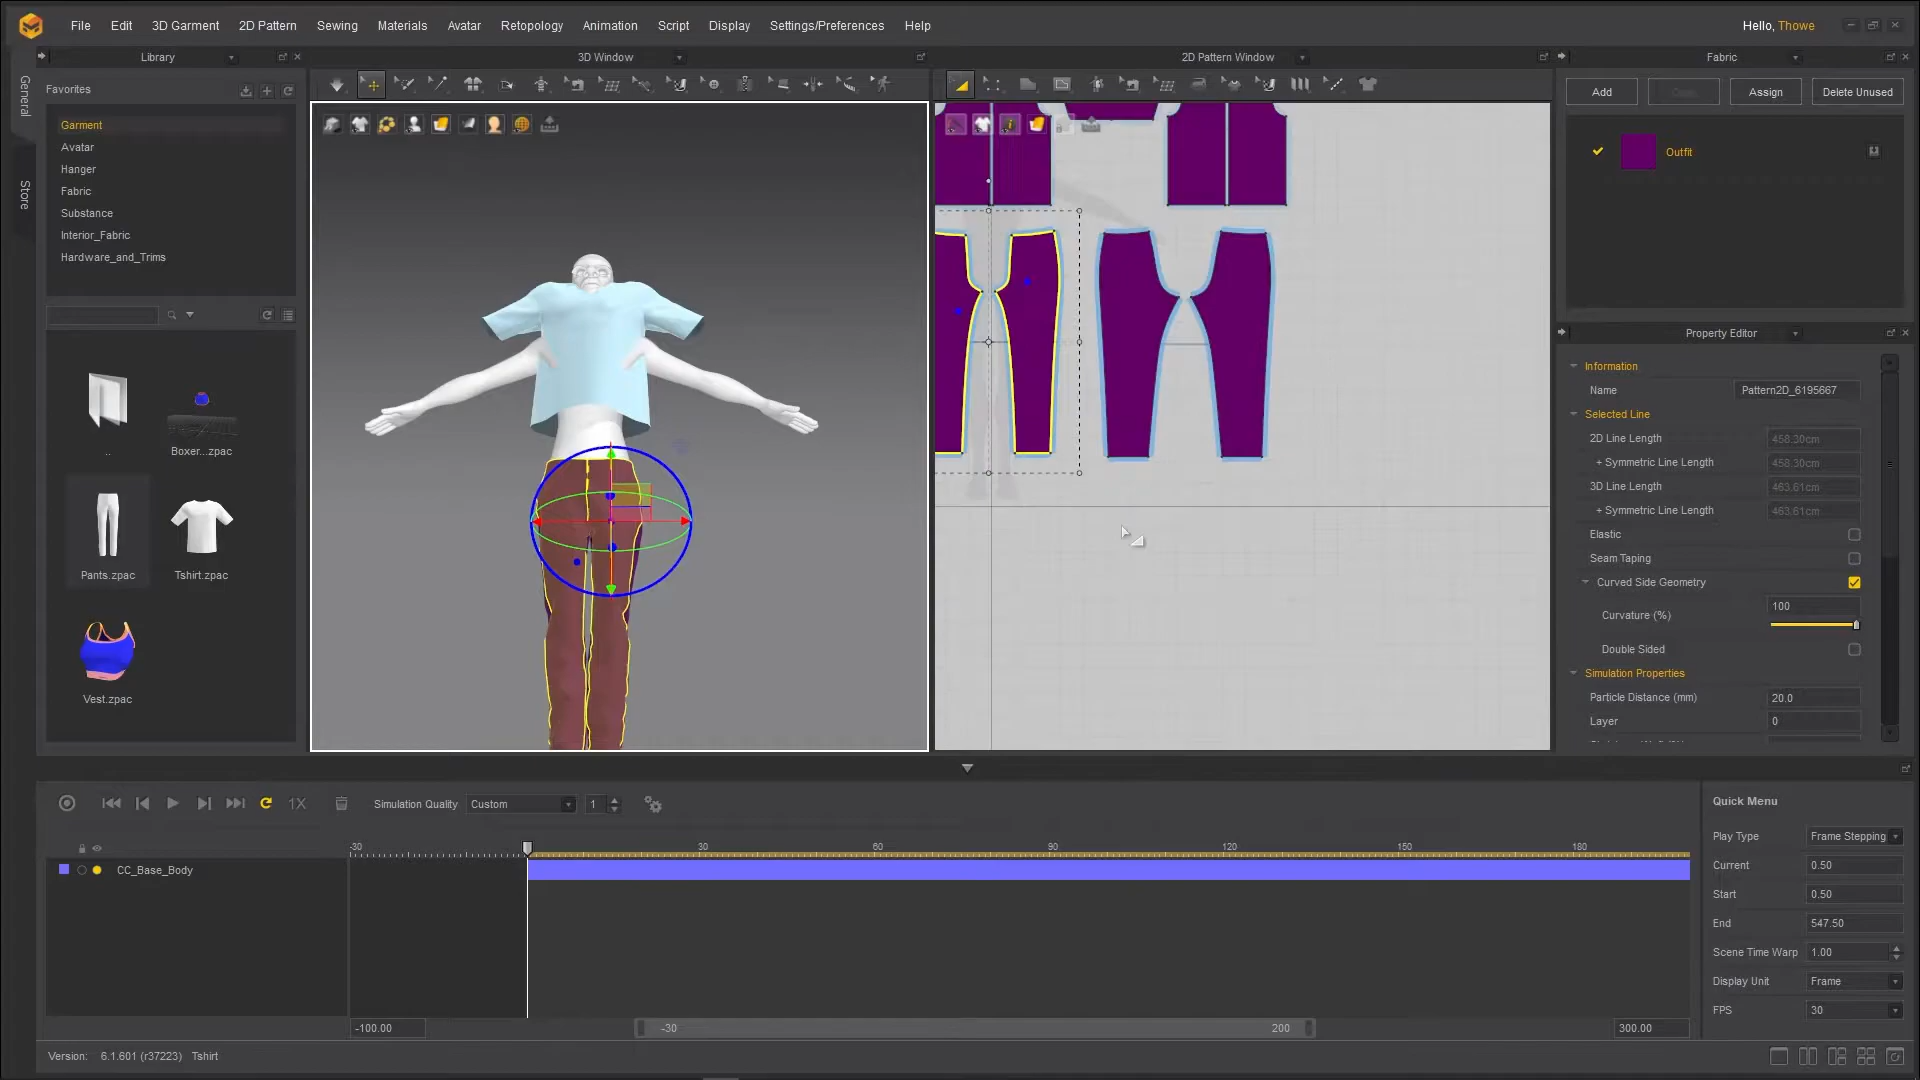 File Edit 3D Garment 2D Pattern Sewing Materials Avatar Retopology Animation Script Display Settings/Preferences Help
Hello, Thowe
Library
3D Window
2D Pattern Window
Fabric
General
Store
Favorites
Garment
Avatar
Hanger
Fabric
Substance
Interior_Fabric
Hardware_and_Trims
..
Boxer...zpac
Pants.zpac
Tshirt.zpac
Vest.zpac
Add
Assign
Delete Unused
Outfit
Property Editor
Information
Name Pattern2D_6195667
Selected Line
2D Line Length 458.30cm
+ Symmetric Line Length 458.30cm
3D Line Length 463.61cm
+ Symmetric Line Length 463.61cm
Elastic
Seam Taping
Curved Side Geometry
Curvature (%) 100
Double Sided
Simulation Properties
Particle Distance (mm) 20.0
Layer 0
1X
Simulation Quality Custom 1
-30 30 60 90 120 150 180
CC_Base_Body
-100.00 -30 200 300.00
Quick Menu
Play Type Frame Stepping
Current 0.50
Start 0.50
End 547.50
Scene Time Warp 1.00
Display Unit Frame
FPS 30
Version: 6.1.601 (r37223) Tshirt